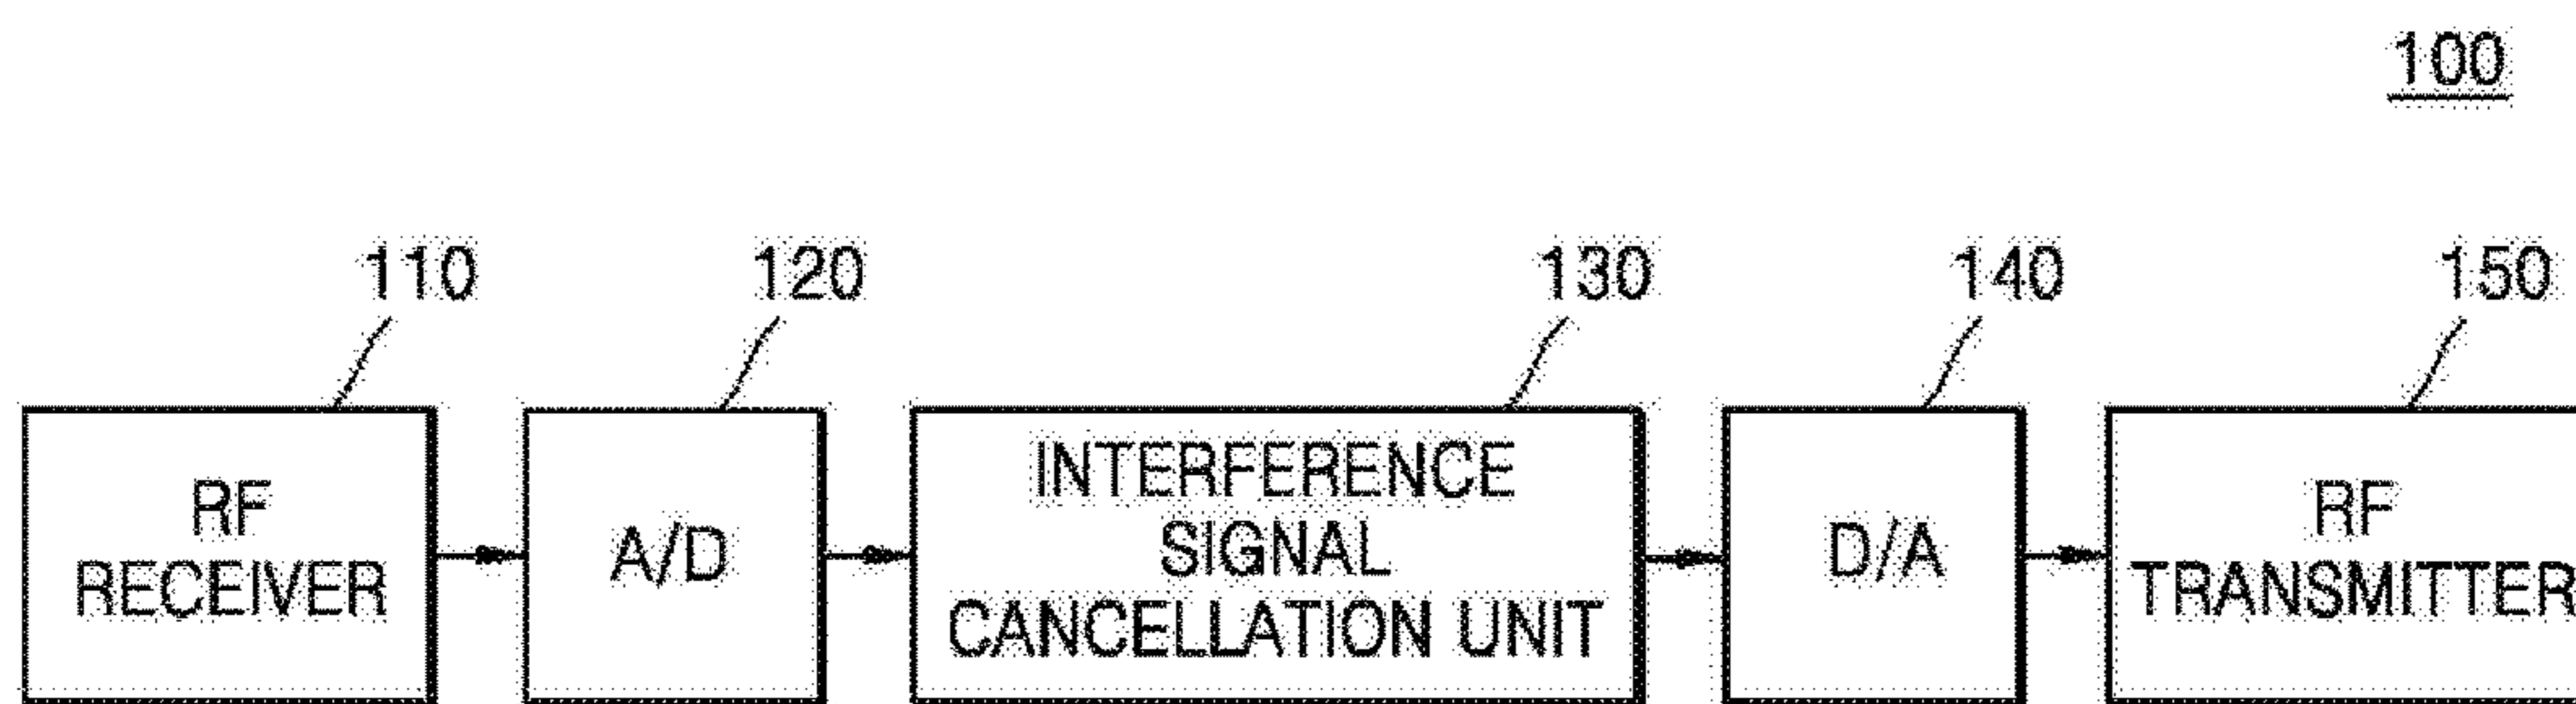 100
110
120
130
140
150
RF
RECEIVER
A/D
INTERFERENCE
SIGNAL
CANCELLATION UNIT
D/A
RF
TRANSMITTER